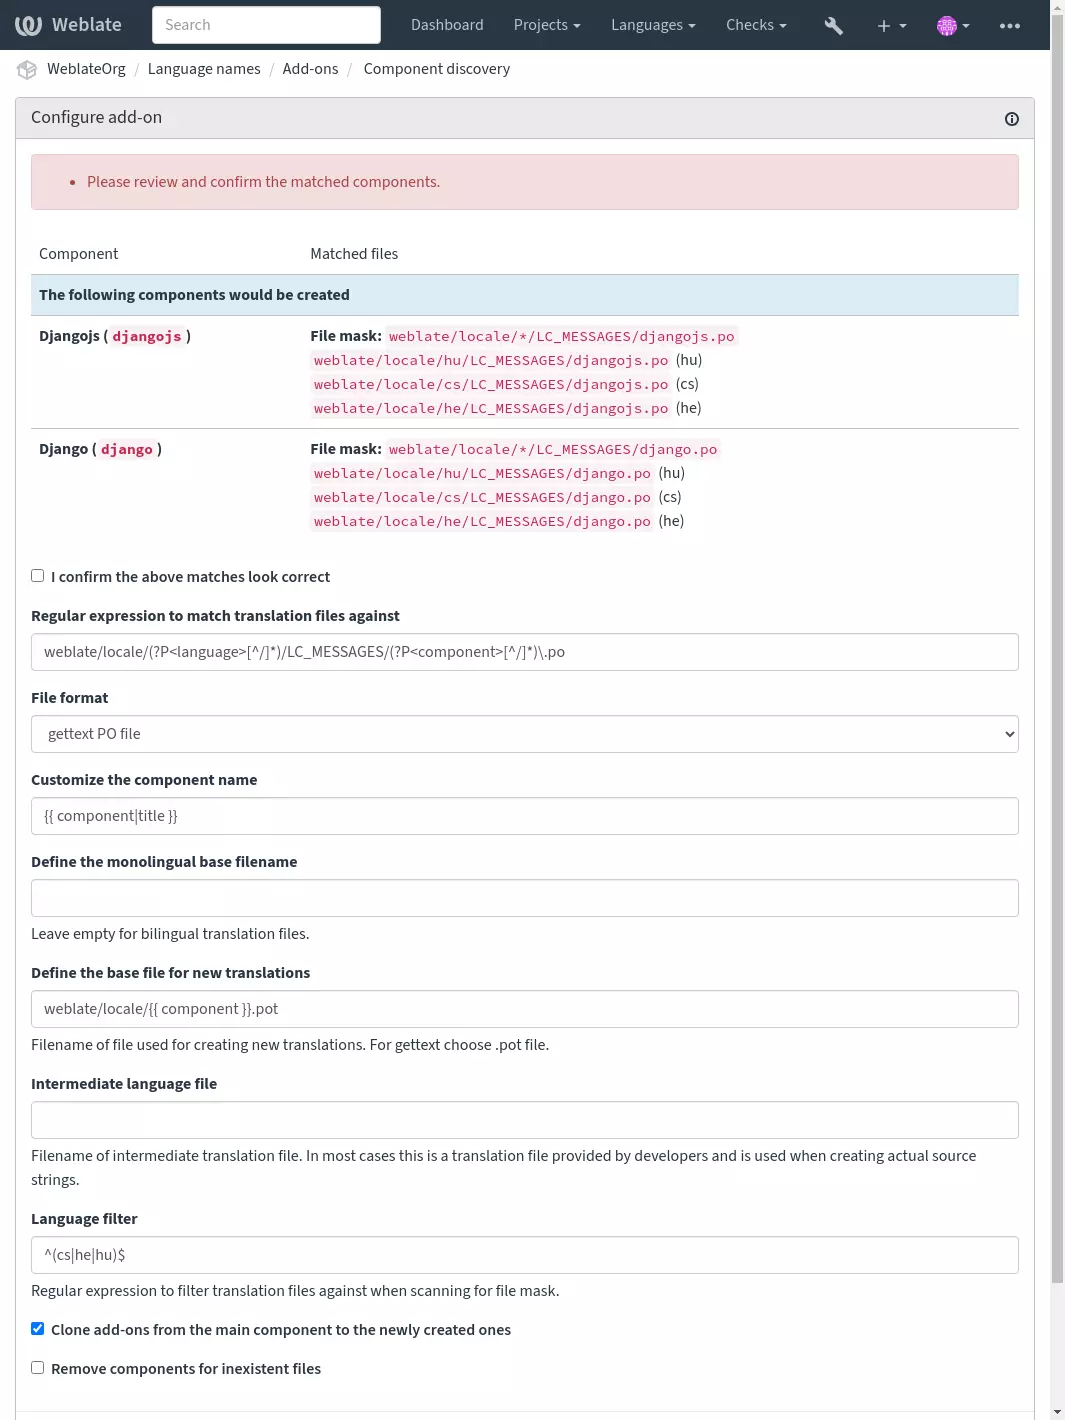 Weblate
Search
Dashboard
Projects
Languages
Checks
WeblateOrg / Language names / Add-ons / Component discovery
Configure add-on
Please review and confirm the matched components.
Component Matched files
The following components would be created
Djangojs ( djangojs ) File mask: weblate/locale/*/LC_MESSAGES/djangojs.po
weblate/locale/hu/LC_MESSAGES/djangojs.po (hu)
weblate/locale/cs/LC_MESSAGES/djangojs.po (cs)
weblate/locale/he/LC_MESSAGES/djangojs.po (he)
Django ( django ) File mask: weblate/locale/*/LC_MESSAGES/django.po
weblate/locale/hu/LC_MESSAGES/django.po (hu)
weblate/locale/cs/LC_MESSAGES/django.po (cs)
weblate/locale/he/LC_MESSAGES/django.po (he)
I confirm the above matches look correct
Regular expression to match translation files against
weblate/locale/(?P<language>[^/]*)/LC_MESSAGES/(?P<component>[^/]*)\.po
File format
gettext PO file
Customize the component name
{{ component|title }}
Define the monolingual base filename
Leave empty for bilingual translation files.
Define the base file for new translations
weblate/locale/{{ component }}.pot
Filename of file used for creating new translations. For gettext choose .pot file.
Intermediate language file
Filename of intermediate translation file. In most cases this is a translation file provided by developers and is used when creating actual source
strings.
Language filter
^(cs|he|hu)$
Regular expression to filter translation files against when scanning for file mask.
Clone add-ons from the main component to the newly created ones
Remove components for inexistent files